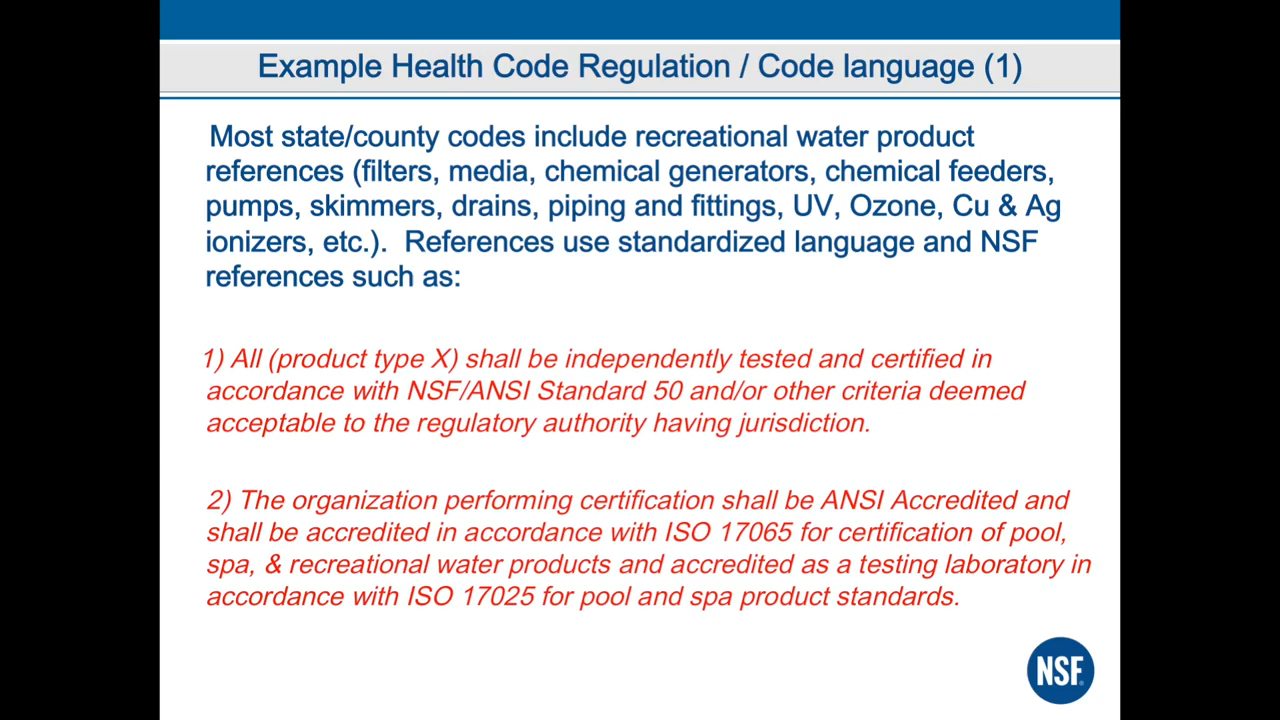 Example Health Code Regulation / Code language (1)
Most state/county codes include recreational water product
references (filters, media, chemical generators, chemical feeders,
pumps, skimmers, drains, piping and fittings, UV, Ozone, Cu & Ag
ionizers, etc.). References use standardized language and NSF
references such as:
1) All (product type X) shall be independently tested and certified in
accordance with NSF/ANSI Standard 50 and/or other criteria deemed
acceptable to the regulatory authority having jurisdiction.
2) The organization performing certification shall be ANSI Accredited and
shall be accredited in accordance with ISO 17065 for certification of pool,
spa, & recreational water products and accredited as a testing laboratory in
accordance with ISO 17025 for pool and spa product standards.
NSF®